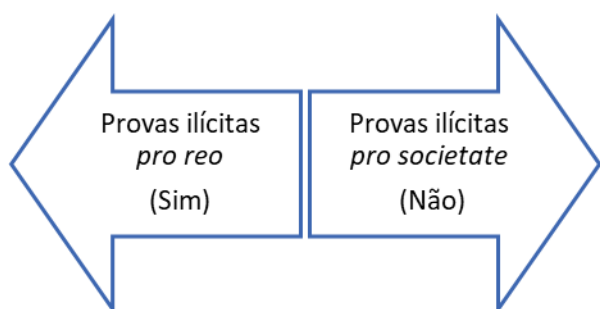 Provas ilícitas
pro reo
(Sim)
Provas ilícitas
pro societate
(Não)